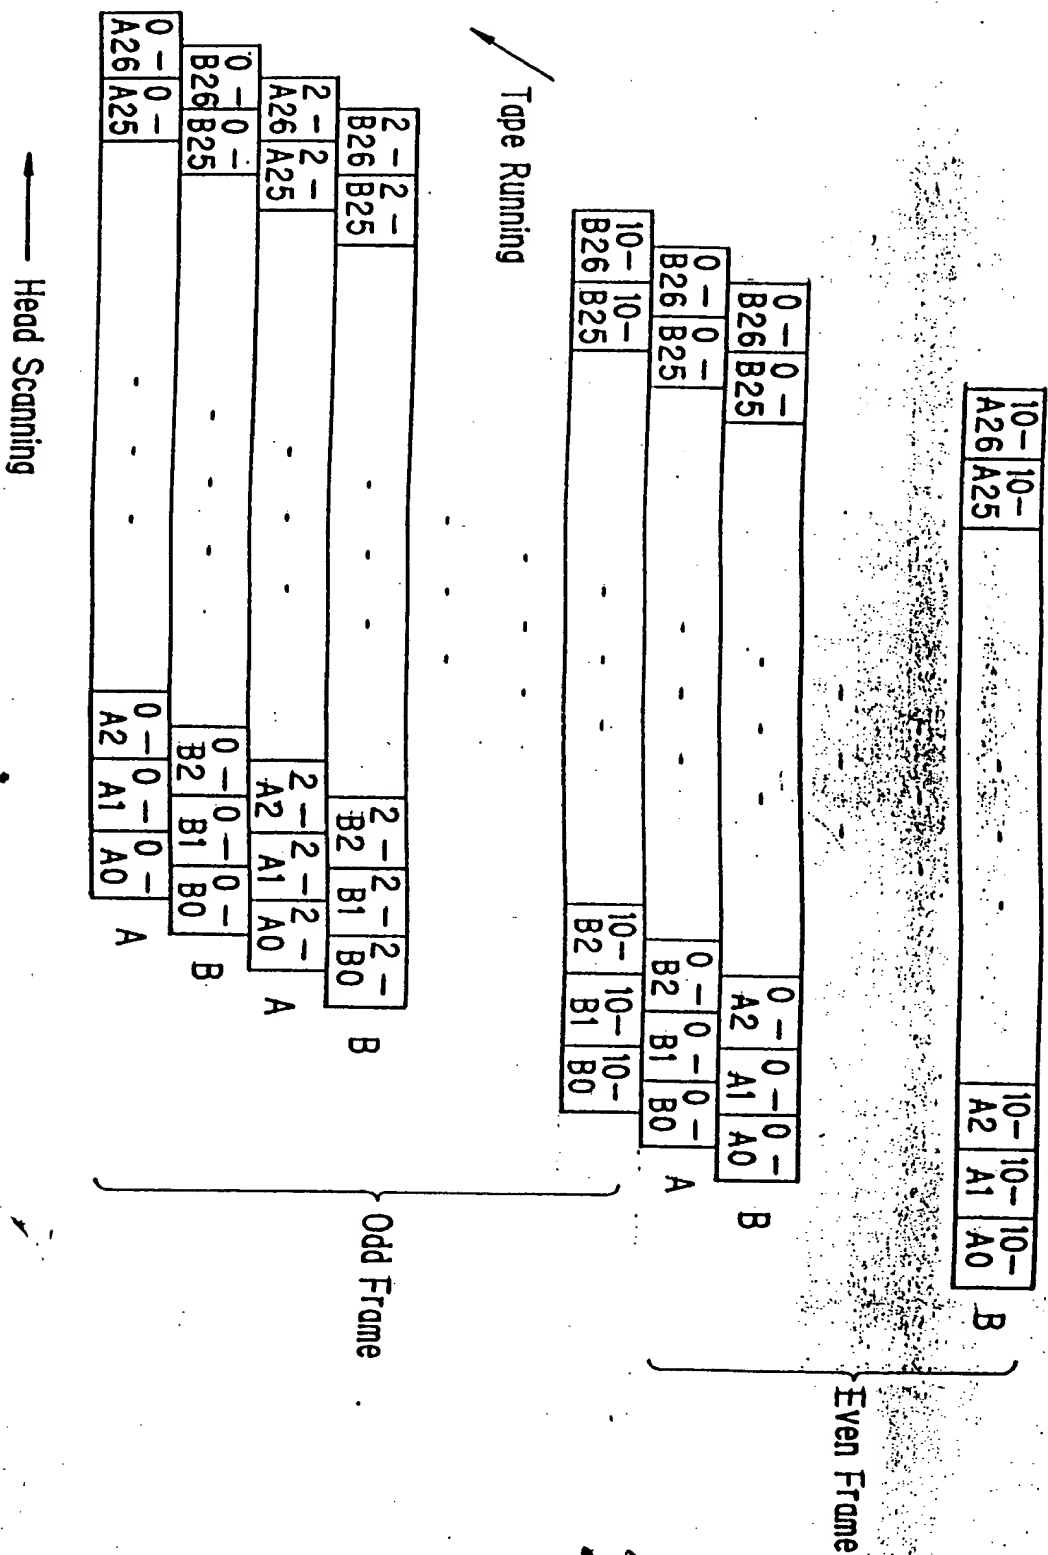 10- 10- 10- 10- 10-
A26 A25 A2 A1 A0 B
Even Frame
0 - 0 - 0 - 0 - 0 -
B26 B25 A2 A1 A0 B
0 - 0 - 0 - 0 - 0 -
B26 B25 B2 B1 B0 A
10- 10- 10- 10- 10-
B26 B25 B2 B1 B0
Tape Running
2 - 2 - 2 - 2 - 2 -
B26 B25 B2 B1 B0 B
Odd Frame
2 - 2 - 2 - 2 - 2 -
A26 A25 A2 A1 A0 A
0 - 0 - 0 - 0 - 0 -
B26 B25 B2 B1 B0 B
0 - 0 - 0 - 0 - 0 -
A26 A25 A2 A1 A0 A
Head Scanning